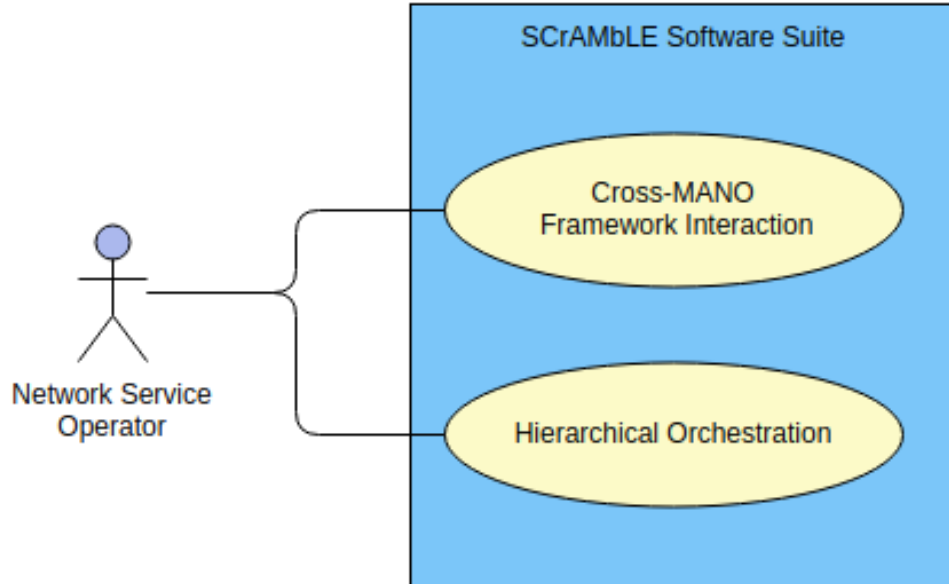 SCrAMbLE Software Suite
Cross-MANO
Framework Interaction
Network Service
Operator
Hierarchical Orchestration